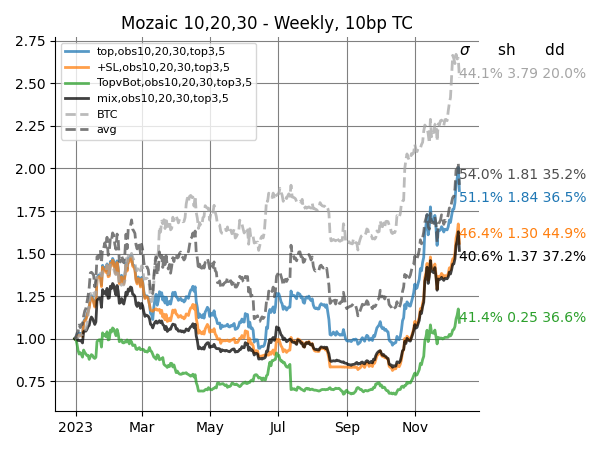 Mozaic 10,20,30 - Weekly, 10bp TC
2.75
2.50
2.25
2.00
1.75
1.50
1.25
1.00
0.75
top,obs10,20,30,top3,5
+SL,obs10,20,30,top3,5
TopvBot,obs10,20,30,top3,5
mix,obs10,20,30,top3,5
BTC
avg
σ sh dd
44.1% 3.79 20.0%
54.0% 1.81 35.2%
51.1% 1.84 36.5%
46.4% 1.30 44.9%
40.6% 1.37 37.2%
41.4% 0.25 36.6%
2023 Mar May Jul Sep Nov